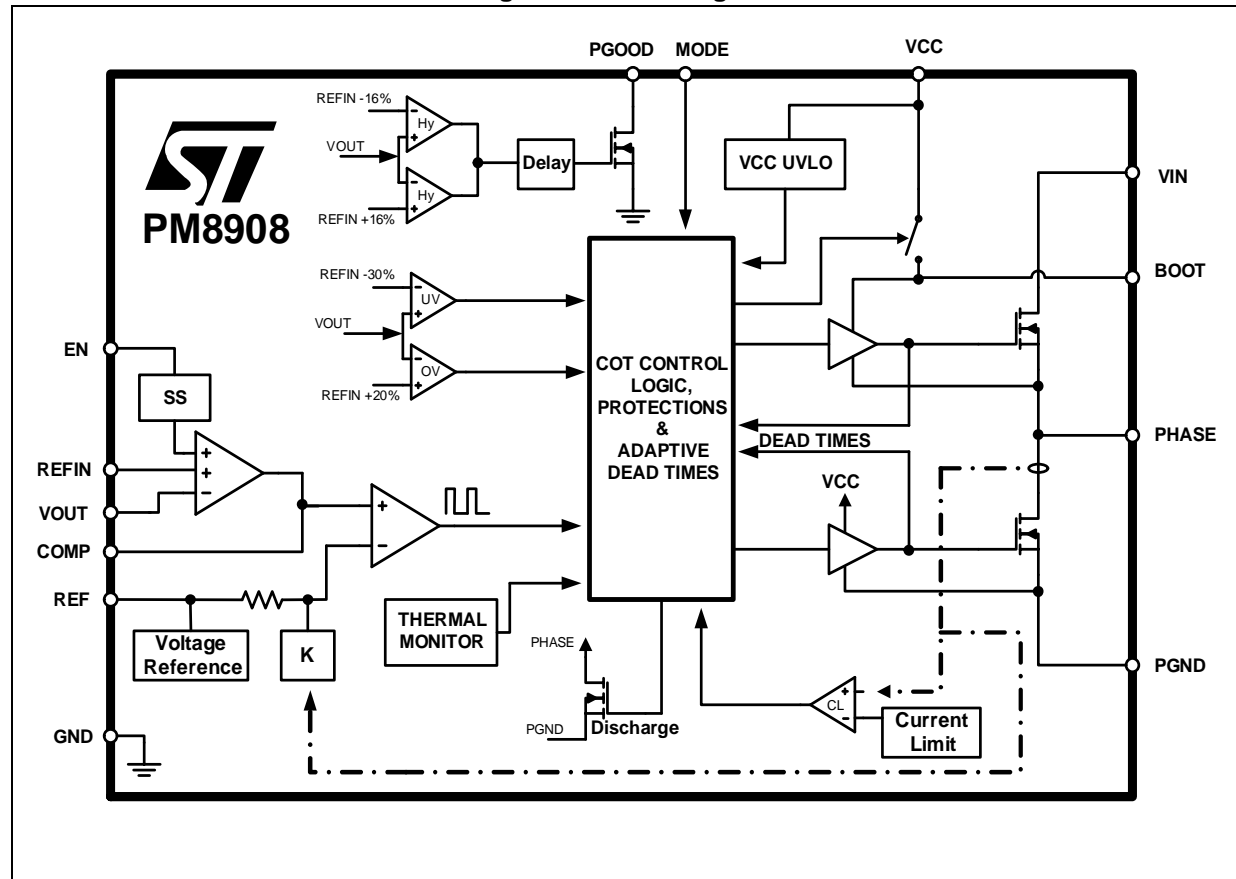 PGOOD MODE VCC
REFIN -16%
Hy
VOUT
Hy
REFIN +16%
Delay
VCC UVLO
VIN
ST
PM8908
BOOT
REFIN -30%
UV
VOUT
OV
REFIN +20%
COT CONTROL
LOGIC,
PROTECTIONS
&
ADAPTIVE
DEAD TIMES
EN
SS
REFIN
VOUT
COMP
REF
+
+
−
+
−
DEAD TIMES
PHASE
VCC
Voltage
Reference
K
THERMAL
MONITOR
PHASE
PGND
Discharge
CL
Current
Limit
PGND
GND